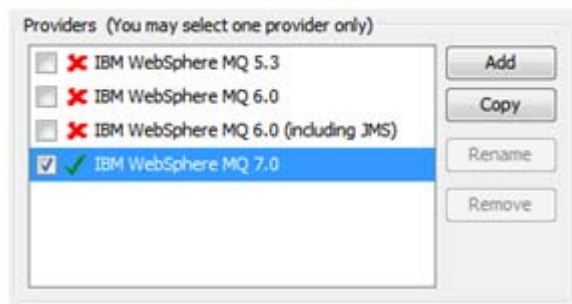 Providers (You may select one provider only)
IBM WebSphere MQ 5.3
IBM WebSphere MQ 6.0
IBM WebSphere MQ 6.0 (including JMS)
IBM WebSphere MQ 7.0
Add
Copy
Rename
Remove